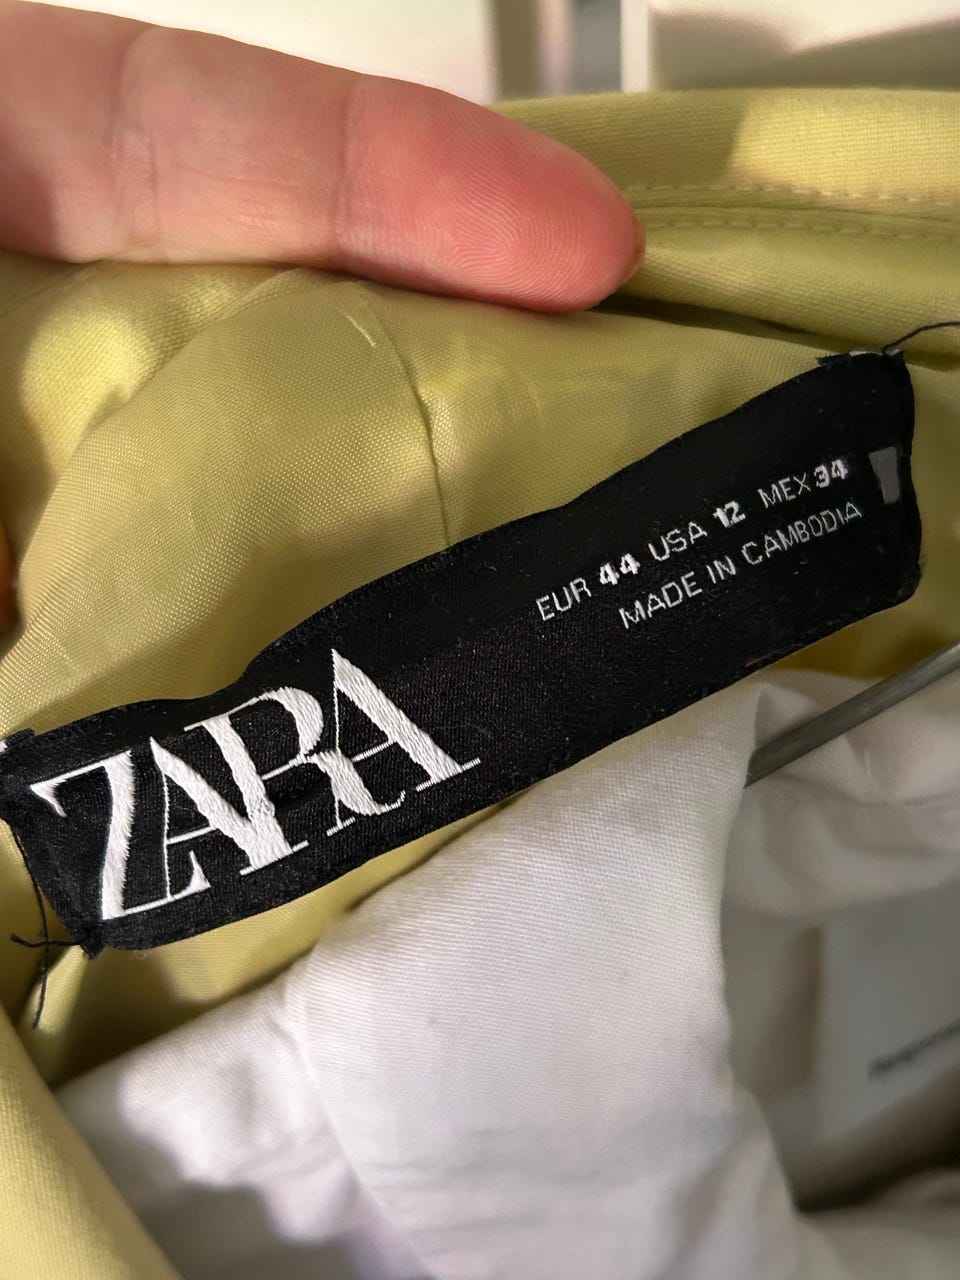 ZARA
EUR 44 USA 12 MEX 34
MADE IN CAMBODIA